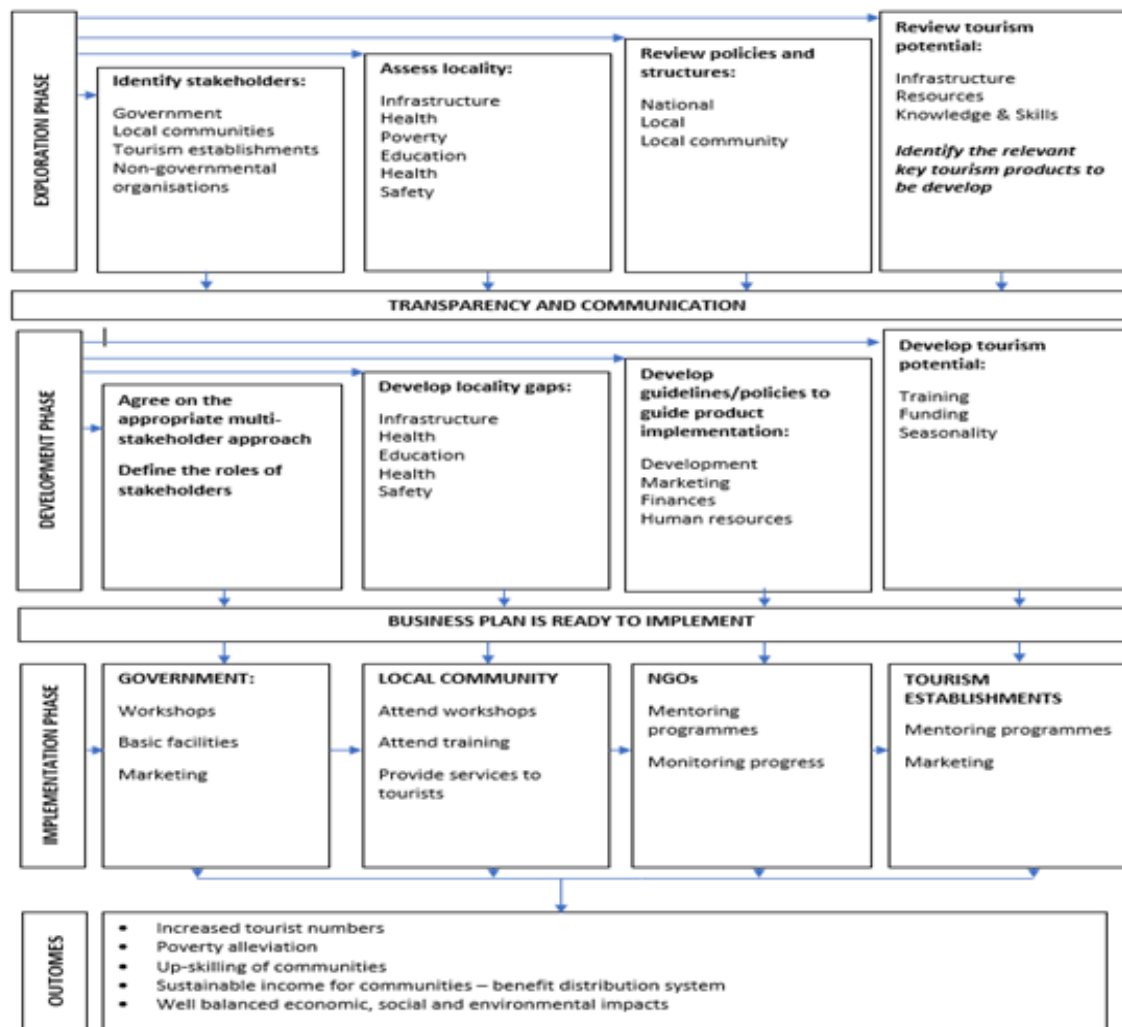 EXPLORATION PHASE
Identify stakeholders:
Government
Local communities
Tourism establishments
Non-governmental
organisations
Assess locality:
Infrastructure
Health
Poverty
Education
Health
Safety
Review policies and
structures:
National
Local
Local community
Review tourism
potential:
Infrastructure
Resources
Knowledge & Skills
Identify the relevant
key tourism products to
be develop
TRANSPARENCY AND COMMUNICATION
DEVELOPMENT PHASE
Agree on the
appropriate multi-
stakeholder approach
Define the roles of
stakeholders
Develop locality gaps:
Infrastructure
Health
Education
Health
Safety
Develop
guidelines/policies to
guide product
implementation:
Development
Marketing
Finances
Human resources
Develop tourism
potential:
Training
Funding
Seasonality
BUSINESS PLAN IS READY TO IMPLEMENT
IMPLEMENTATION PHASE
GOVERNMENT:
Workshops
Basic facilities
Marketing
LOCAL COMMUNITY
Attend workshops
Attend training
Provide services to
tourists
NGOs
Mentoring
programmes
Monitoring progress
TOURISM
ESTABLISHMENTS
Mentoring programmes
Marketing
OUTCOMES
• Increased tourist numbers
• Poverty alleviation
• Up-skilling of communities
• Sustainable income for communities – benefit distribution system
• Well balanced economic, social and environmental impacts